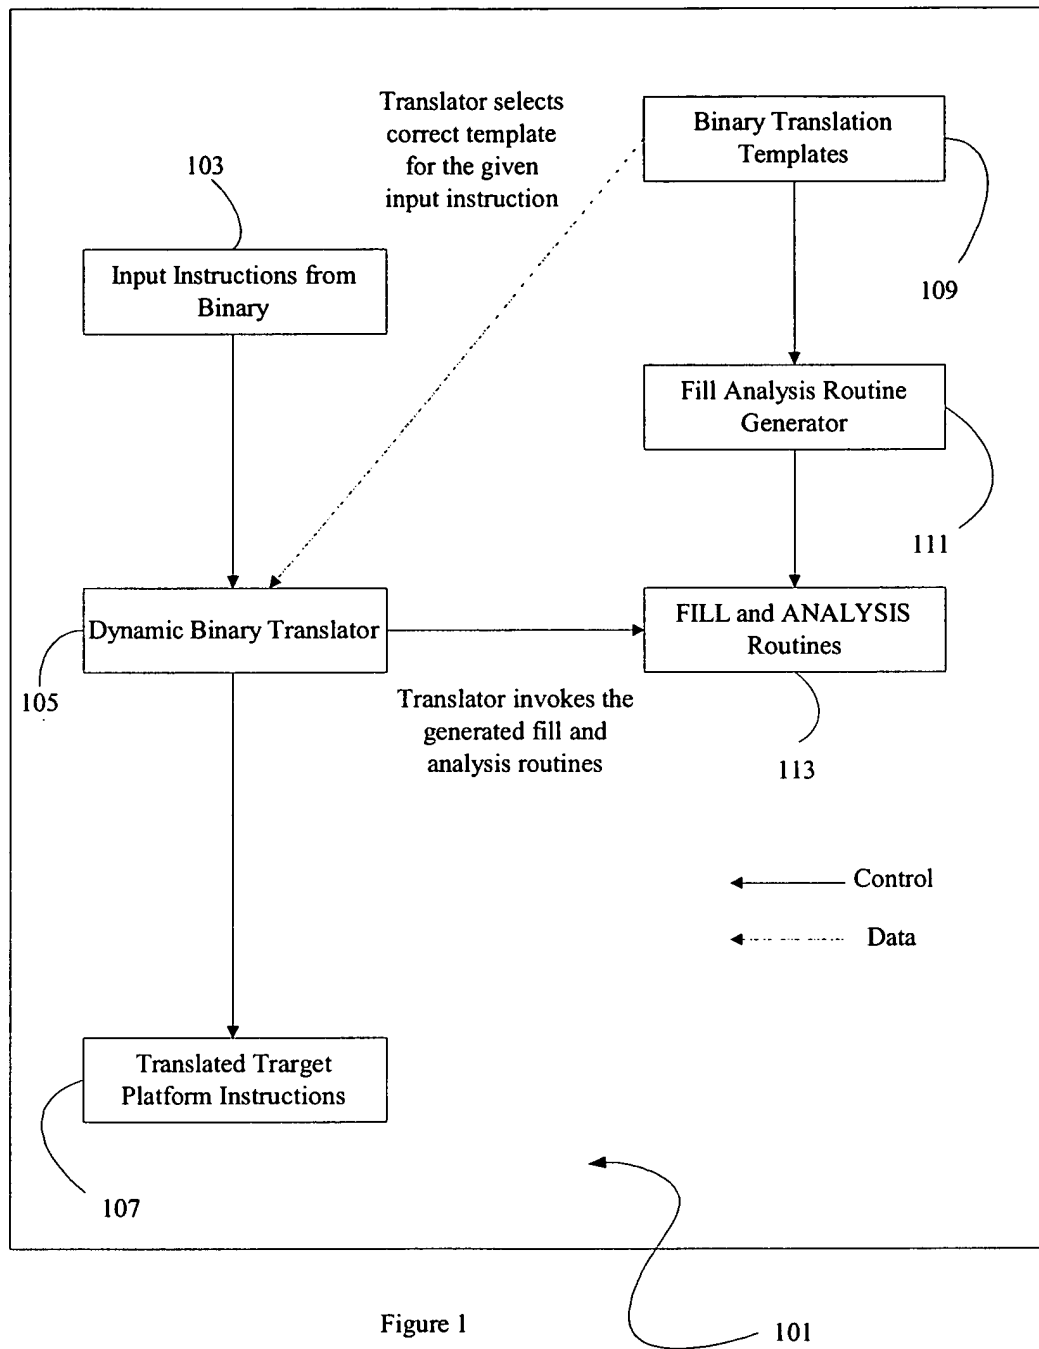 Translator selects
correct template
for the given
input instruction
Binary Translation
Templates
103
109
Input Instructions from
Binary
Fill Analysis Routine
Generator
111
Dynamic Binary Translator
FILL and ANALYSIS
Routines
105
Translator invokes the
generated fill and
analysis routines
113
Control
Data
Translated Trarget
Platform Instructions
107
Figure 1
101